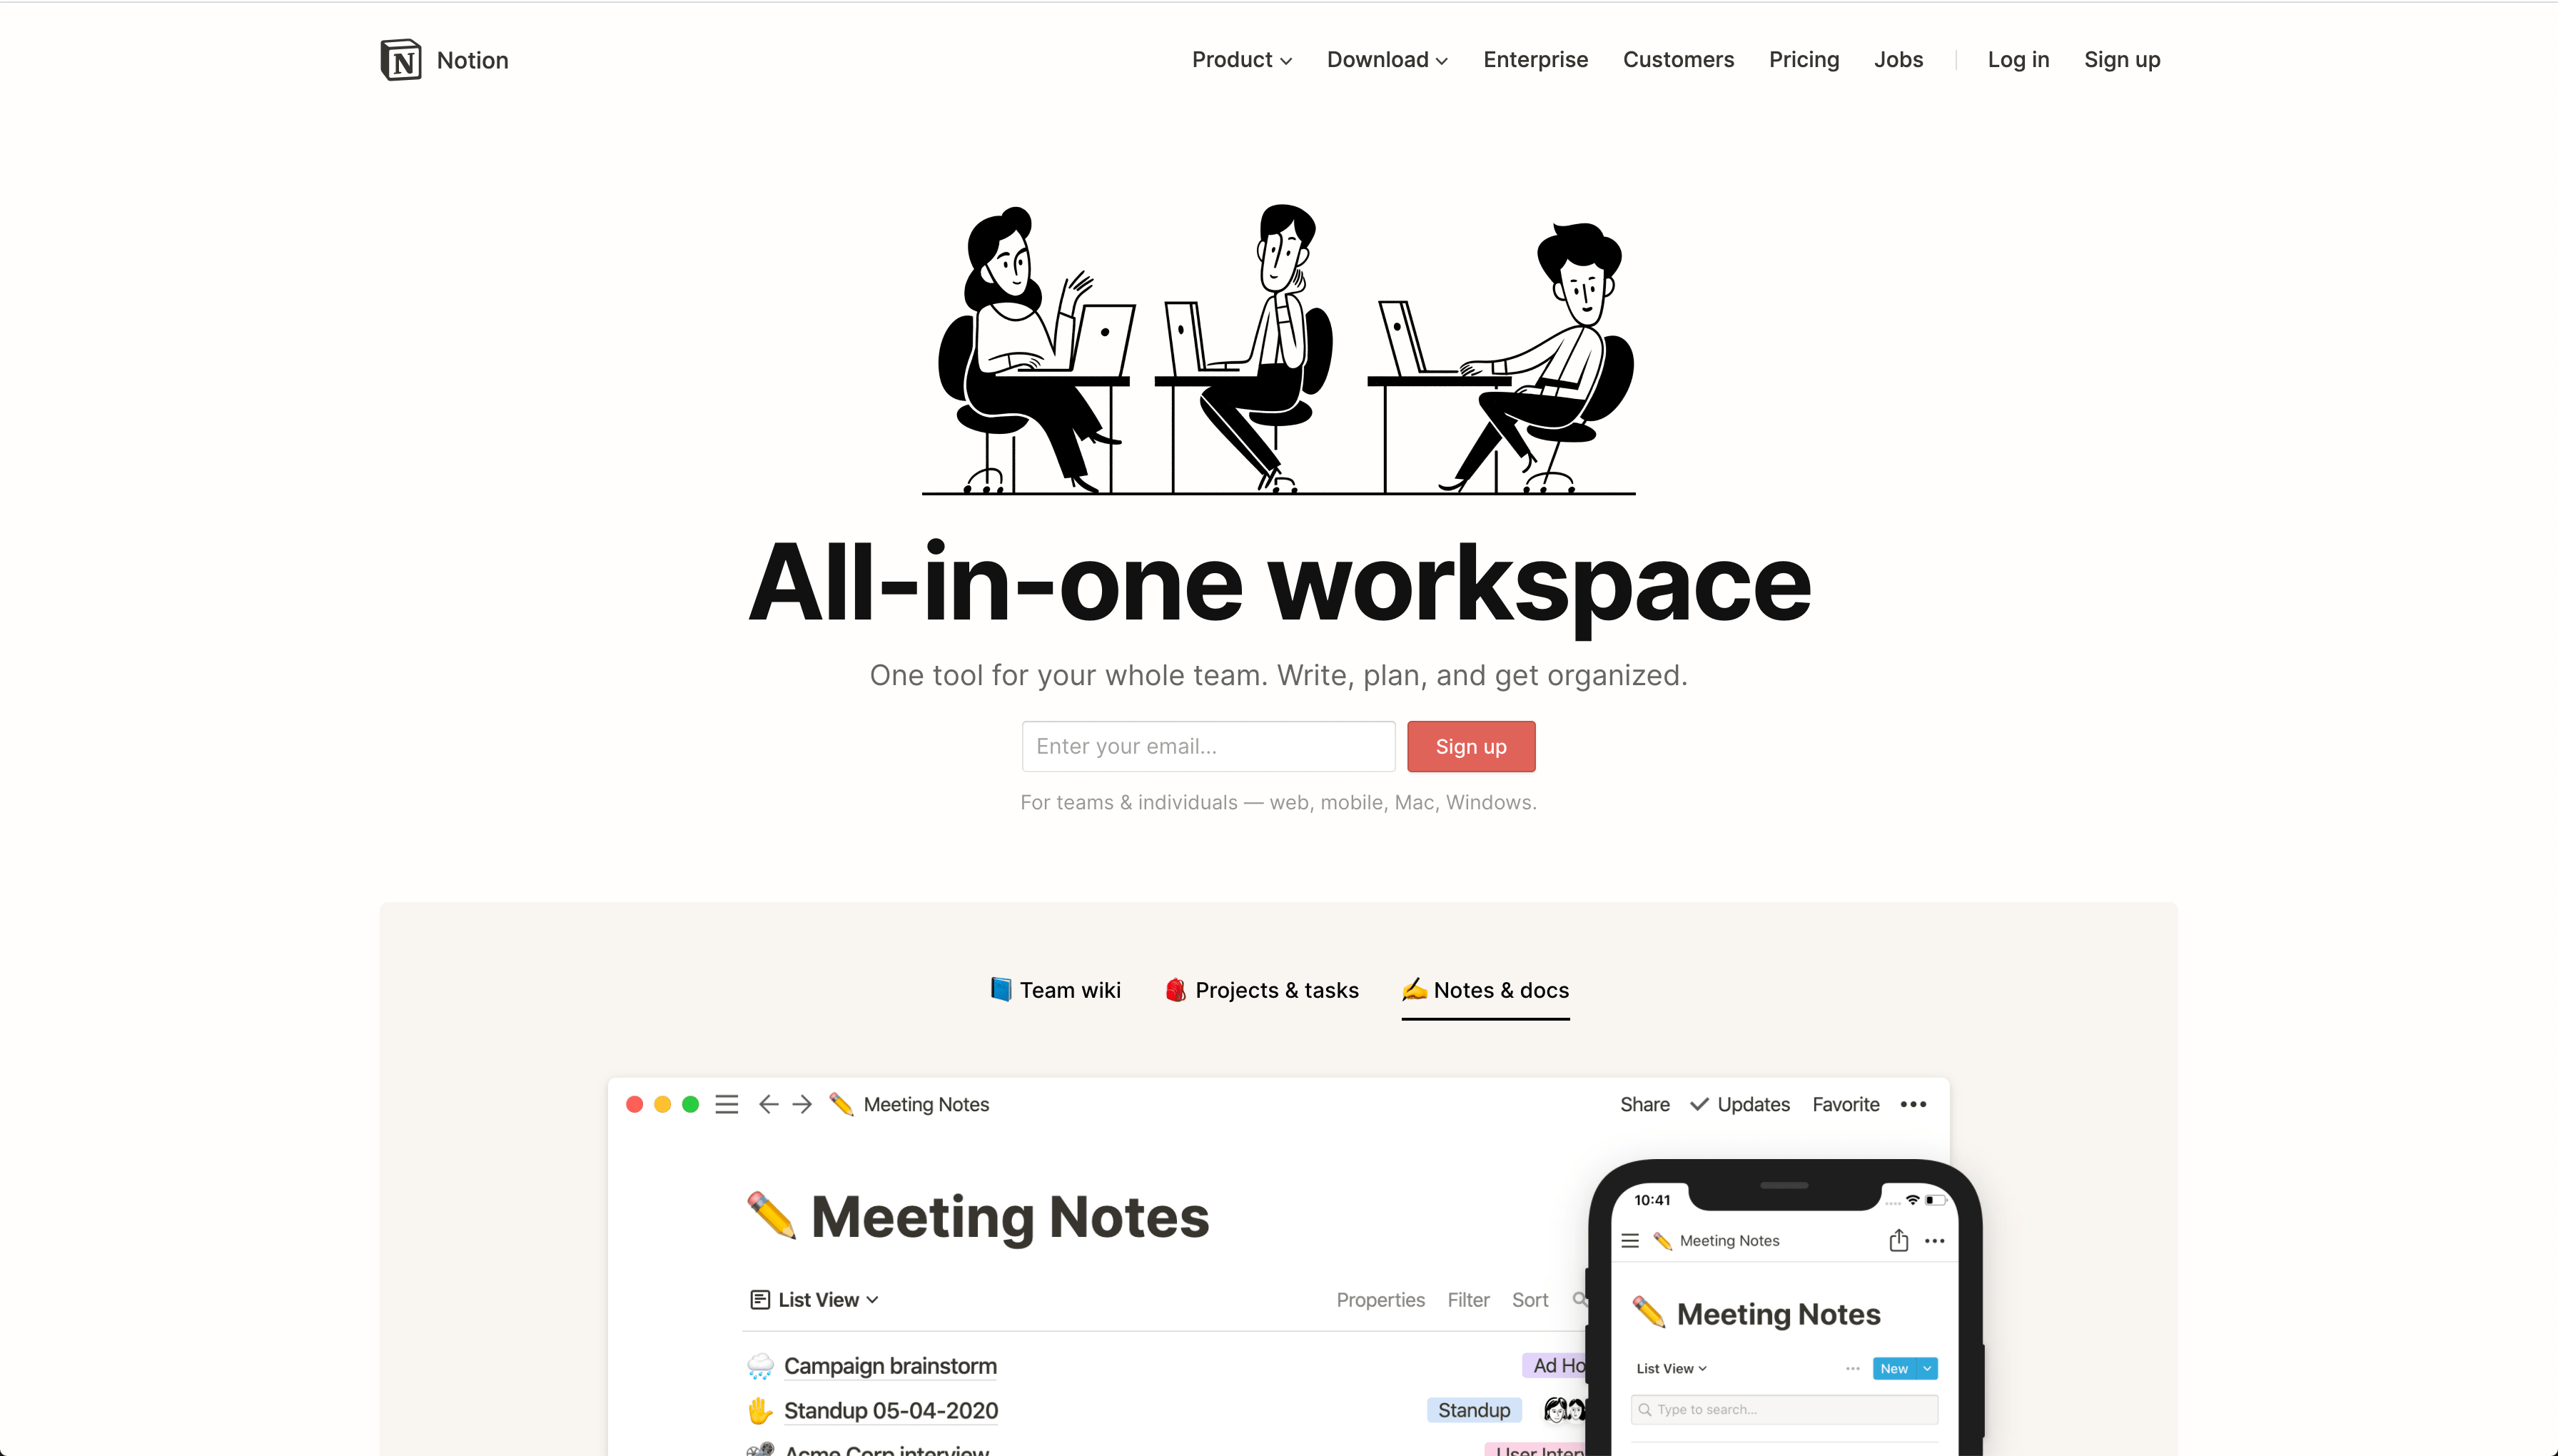 Notion
Product Download Enterprise Customers Pricing Jobs Log in Sign up
All-in-one workspace
One tool for your whole team. Write, plan, and get organized.
Enter your email...
Sign up
For teams & individuals — web, mobile, Mac, Windows.
Team wiki Projects & tasks Notes & docs
Meeting Notes
Share Updates Favorite
Meeting Notes
List View
Properties Filter Sort
Campaign brainstorm
Ad Ho
Standup 05-04-2020
Standup
Acme Corp interview
User Interv
10:41
Meeting Notes
Meeting Notes
List View
New
Type to search...